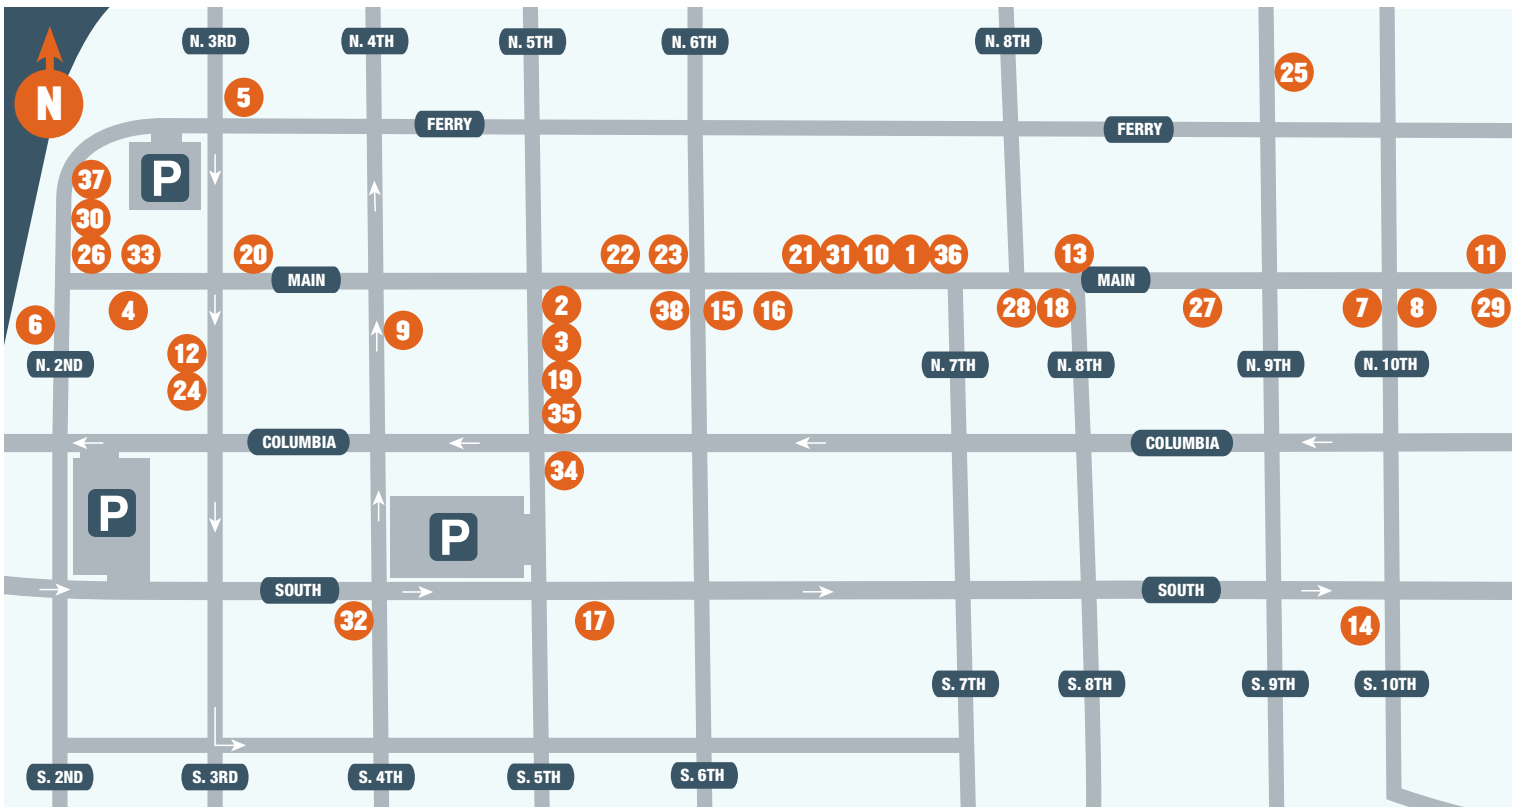 N. 3RD
N. 4TH
N. 5TH
N. 6TH
N. 8TH
25
N
5
FERRY
FERRY
37
P
30
26
33
20
22
23
21
31
10
1
36
13
11
MAIN
MAIN
6
4
9
2
38
15
16
28
18
27
7
8
29
12
3
N. 2ND
N. 7TH
N. 8TH
N. 9TH
N. 10TH
24
19
35
COLUMBIA
COLUMBIA
34
P
P
SOUTH
SOUTH
32
17
14
S. 7TH
S. 8TH
S. 9TH
S. 10TH
S. 2ND
S. 3RD
S. 4TH
S. 5TH
S. 6TH